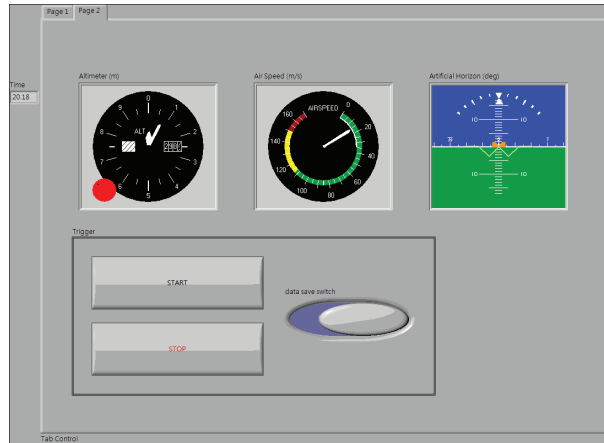 Page 1 Page 2
Altimeter (m) Air Speed (m/s) Artificial Horizon (deg)
Time
20.18
0
9 1
8 2
ALT
7 3
6 4
5
AIRSPEED
160 0
140 20
120 40
100 60
80
10 10
10 10
Trigger
START
data save switch
STOP
Tab Control